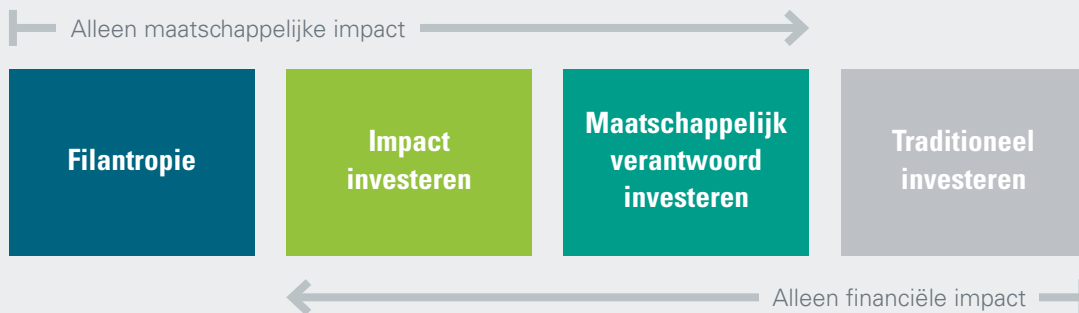 Alleen maatschappelijke impact
Filantropie
Impact
investeren
Maatschappelijk
verantwoord
investeren
Traditioneel
investeren
Alleen financiële impact